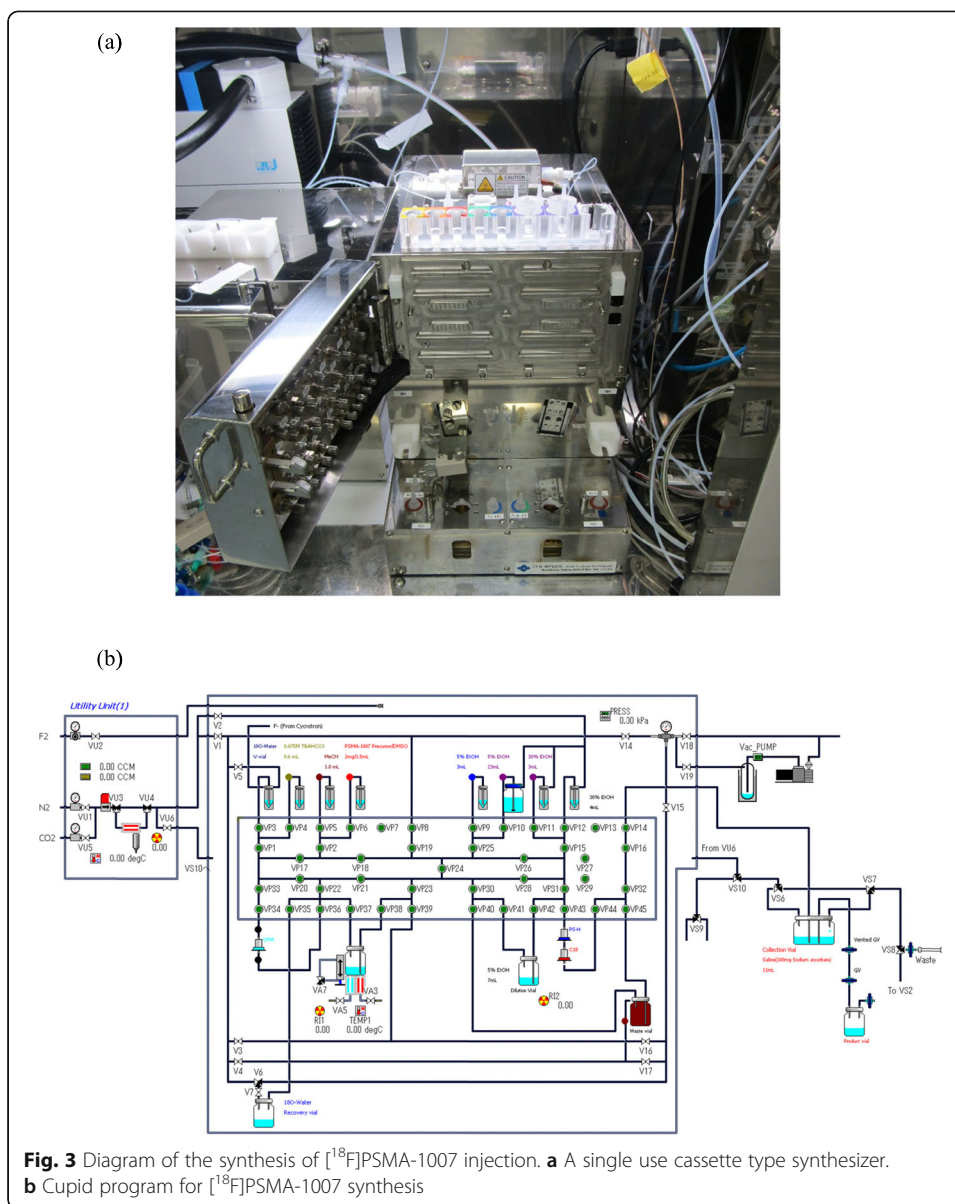 (a)
CAUTION
(b)
Utility Unit(1)
F2
VU2
0.00 CCM
0.00 CCM
N2
VU1
VU3
VU4
VU6
CO2
VU5
0.00 degC
0.00
VS10
V2
V1
F- (From Cycrotron)
PRESS
0.00 kPa
V14
V18
V19
Vac_PUMP
V15
V5
18O-Water
V-vial
0.075M TBAHCO3
0.6 mL
MeCN
1.0 mL
PSMA-1007 Precursor/DMSO
2mg/1.5mL
5% EtOH
3mL
5% EtOH
23mL
30% EtOH
3mL
30% EtOH
4mL
VP3 VP4 VP5 VP6 VP7 VP8 VP9 VP10 VP11 VP12 VP13 VP14
VP1 VP2 VP19 VP25 VP15 VP16
VP17 VP18 VP24 VP26 VP27
VP20 VP21 VP28 VP29
VP33 VP22 VP23 VP30 VP31 VP32
VP34 VP35 VP36 VP37 VP38 VP39 VP40 VP41 VP42 VP43 VP44 VP45
QMA
PS-H
C18
VA7
VA5
VA3
RI1
0.00
TEMP1
0.00 degC
5% EtOH
7mL
Dilution Vial
RI2
0.00
Waste vial
V3
V4
V16
V17
V6
V7
18O-Water
Recovery vial
From VU6
VS10
VS9
VS6
VS7
VS8
Collection Vial
Saline(100mg Sodium ascorbate)
11mL
Vented GV
GV
Waste
To VS2
Product vial
Fig. 3 Diagram of the synthesis of [18F]PSMA-1007 injection. a A single use cassette type synthesizer.
b Cupid program for [18F]PSMA-1007 synthesis